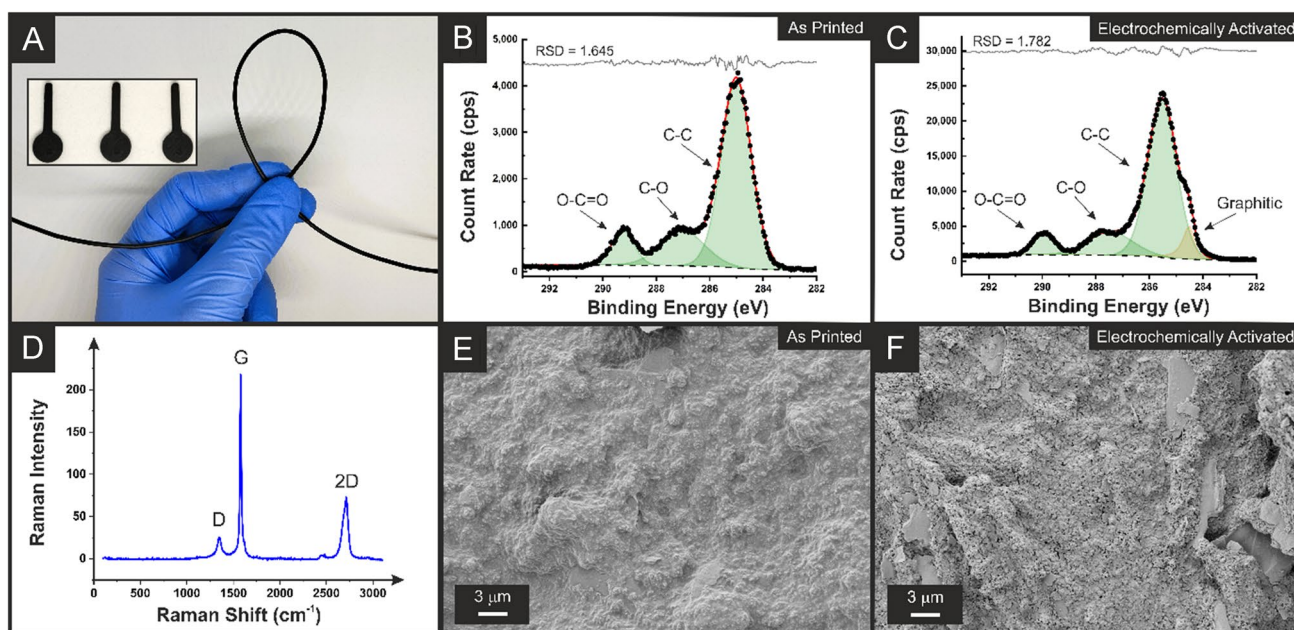 A
B
As Printed
RSD = 1.645
5,000
4,000
3,000
2,000
1,000
0
Count Rate (cps)
C-C
C-O
O-C=O
292
290
288
286
284
282
Binding Energy (eV)
C
Electrochemically Activated
RSD = 1.782
30,000
25,000
20,000
15,000
10,000
5,000
0
Count Rate (cps)
C-C
C-O
O-C=O
Graphitic
292
290
288
286
284
282
Binding Energy (eV)
D
G
D
2D
200
150
100
50
0
Raman Intensity
0
500
1000
1500
2000
2500
3000
Raman Shift (cm⁻¹)
E
As Printed
3 μm
F
Electrochemically Activated
3 μm